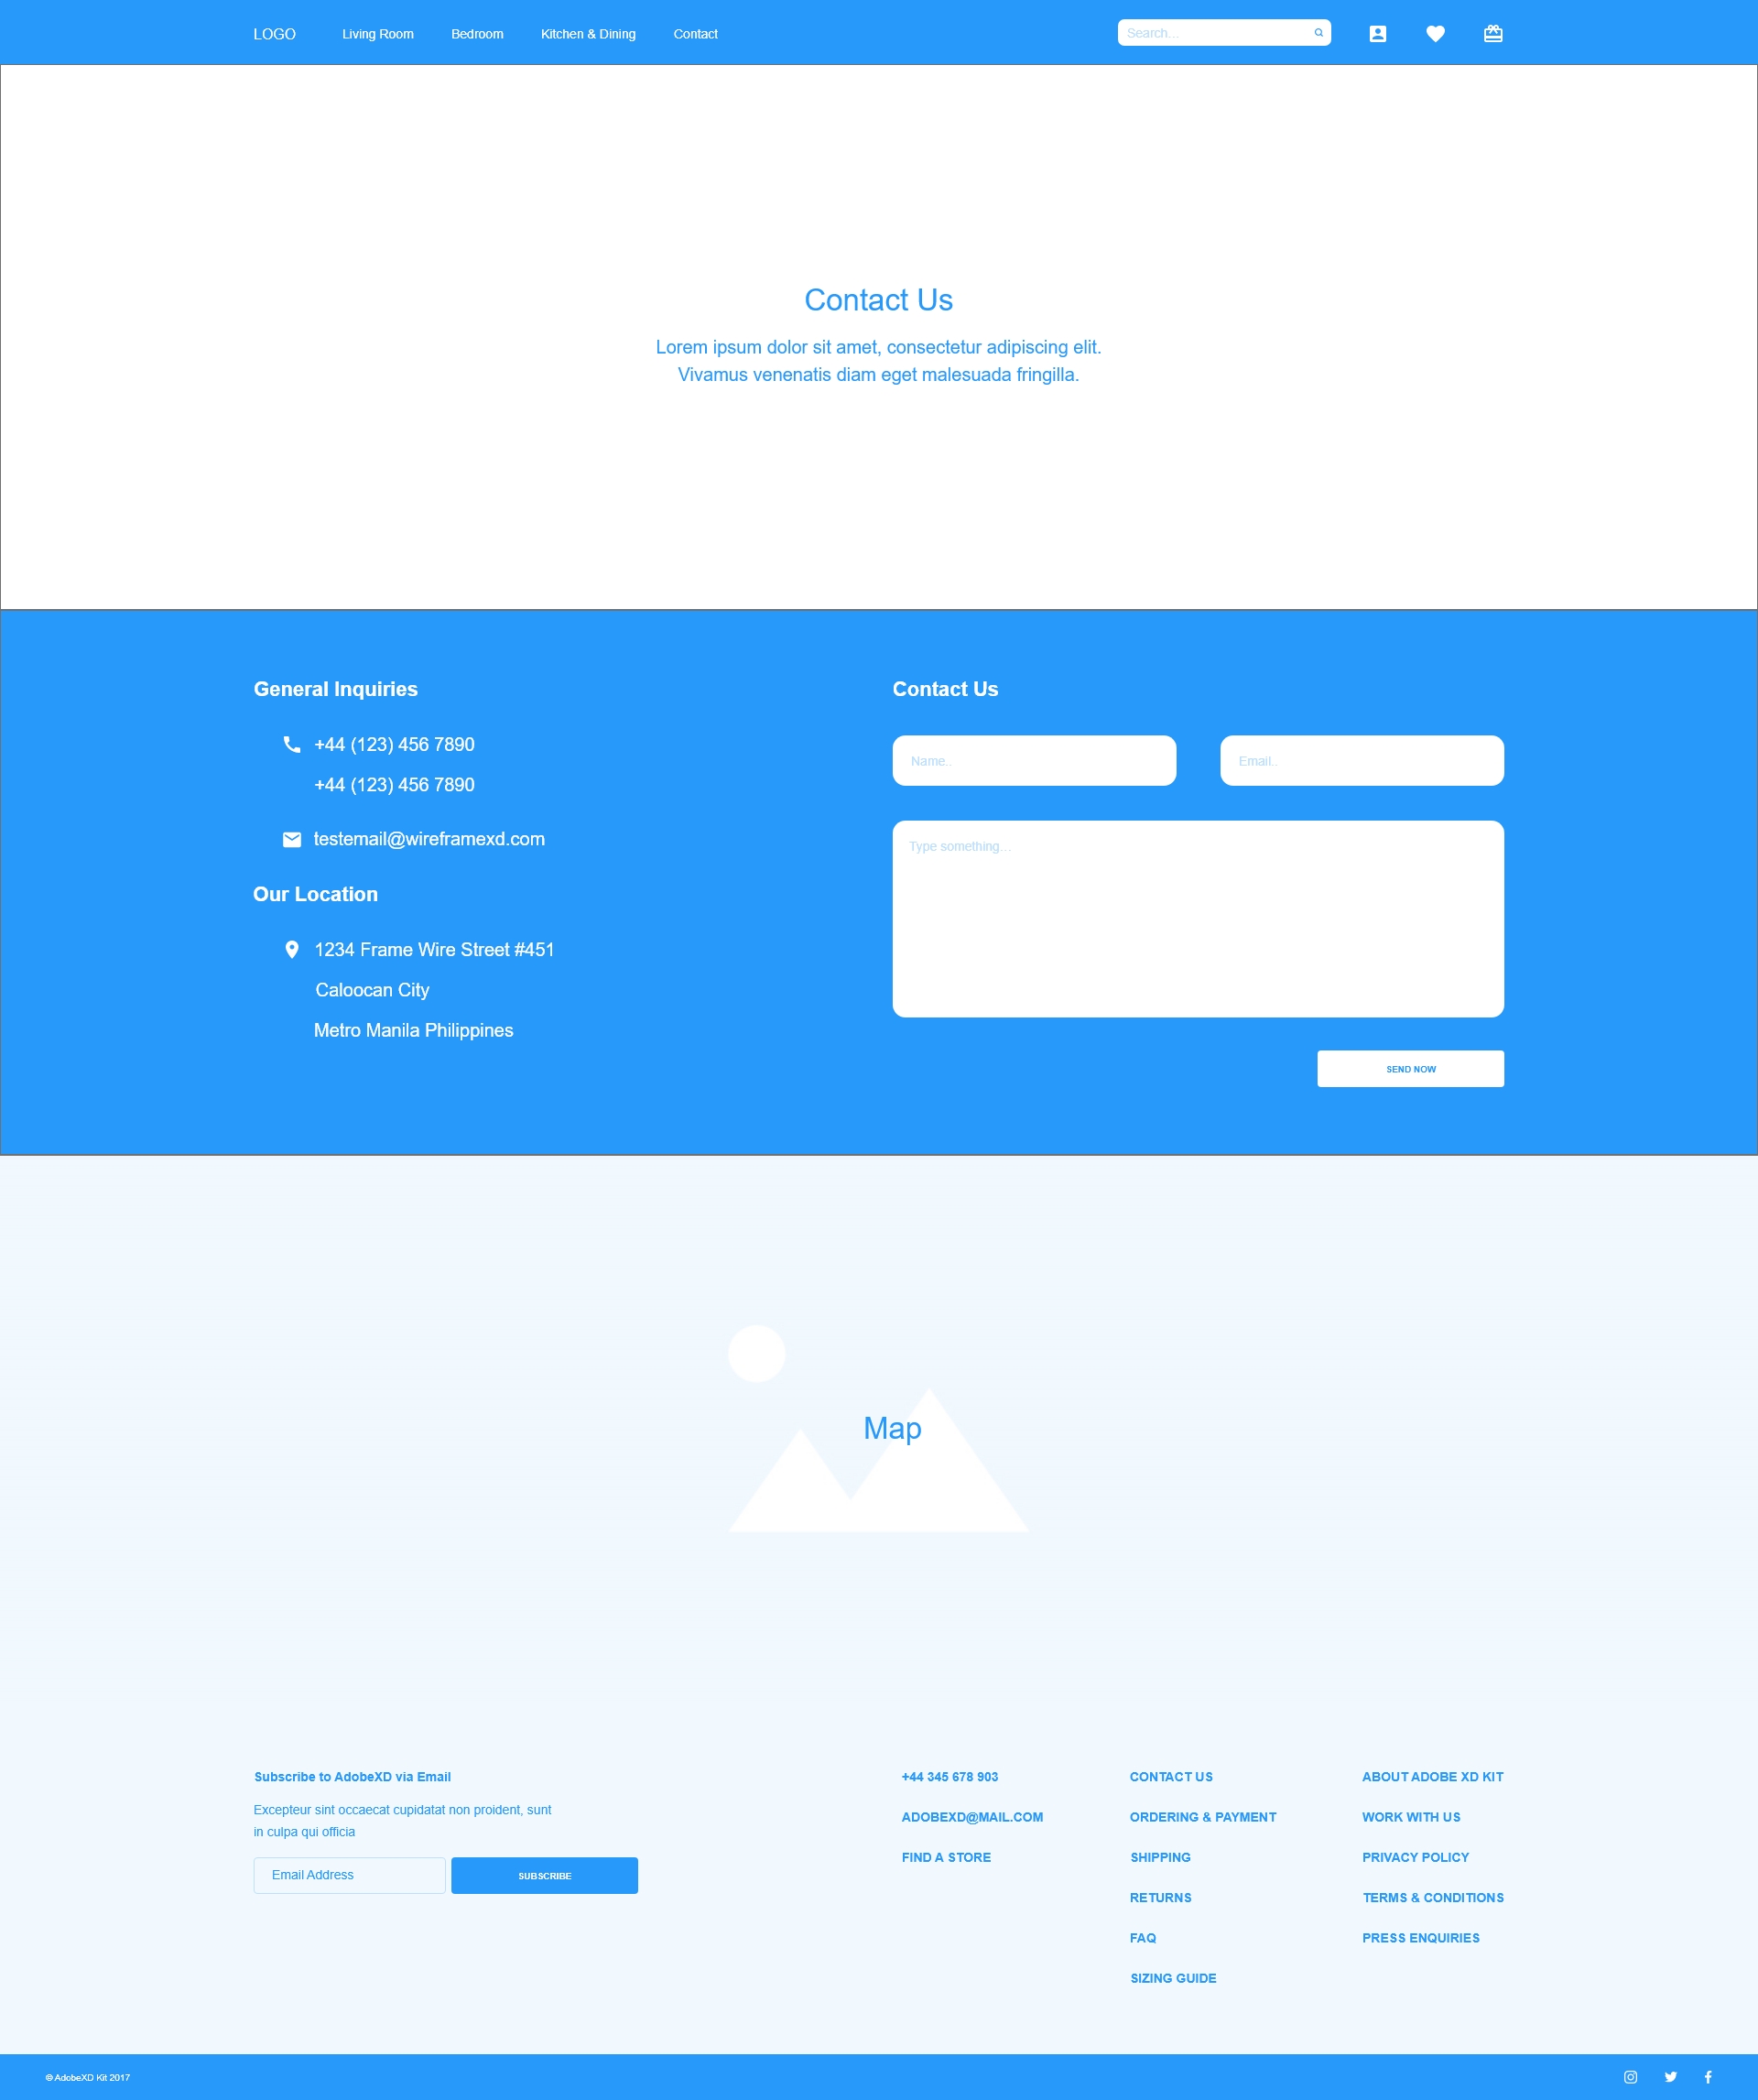 LOGO
Living Room
Bedroom
Kitchen & Dining
Contact
Search...
Contact Us
Lorem ipsum dolor sit amet, consectetur adipiscing elit.
Vivamus venenatis diam eget malesuada fringilla.
General Inquiries
+44 (123) 456 7890
+44 (123) 456 7890
testemail@wireframexd.com
Our Location
1234 Frame Wire Street #451
Caloocan City
Metro Manila Philippines
Contact Us
Name..
Email..
Type something...
SEND NOW
Map
Subscribe to AdobeXD via Email
Excepteur sint occaecat cupidatat non proident, sunt
in culpa qui officia
Email Address
SUBSCRIBE
+44 345 678 903
ADOBEXD@MAIL.COM
FIND A STORE
CONTACT US
ORDERING & PAYMENT
SHIPPING
RETURNS
FAQ
SIZING GUIDE
ABOUT ADOBE XD KIT
WORK WITH US
PRIVACY POLICY
TERMS & CONDITIONS
PRESS ENQUIRIES
© AdobeXD Kit 2017